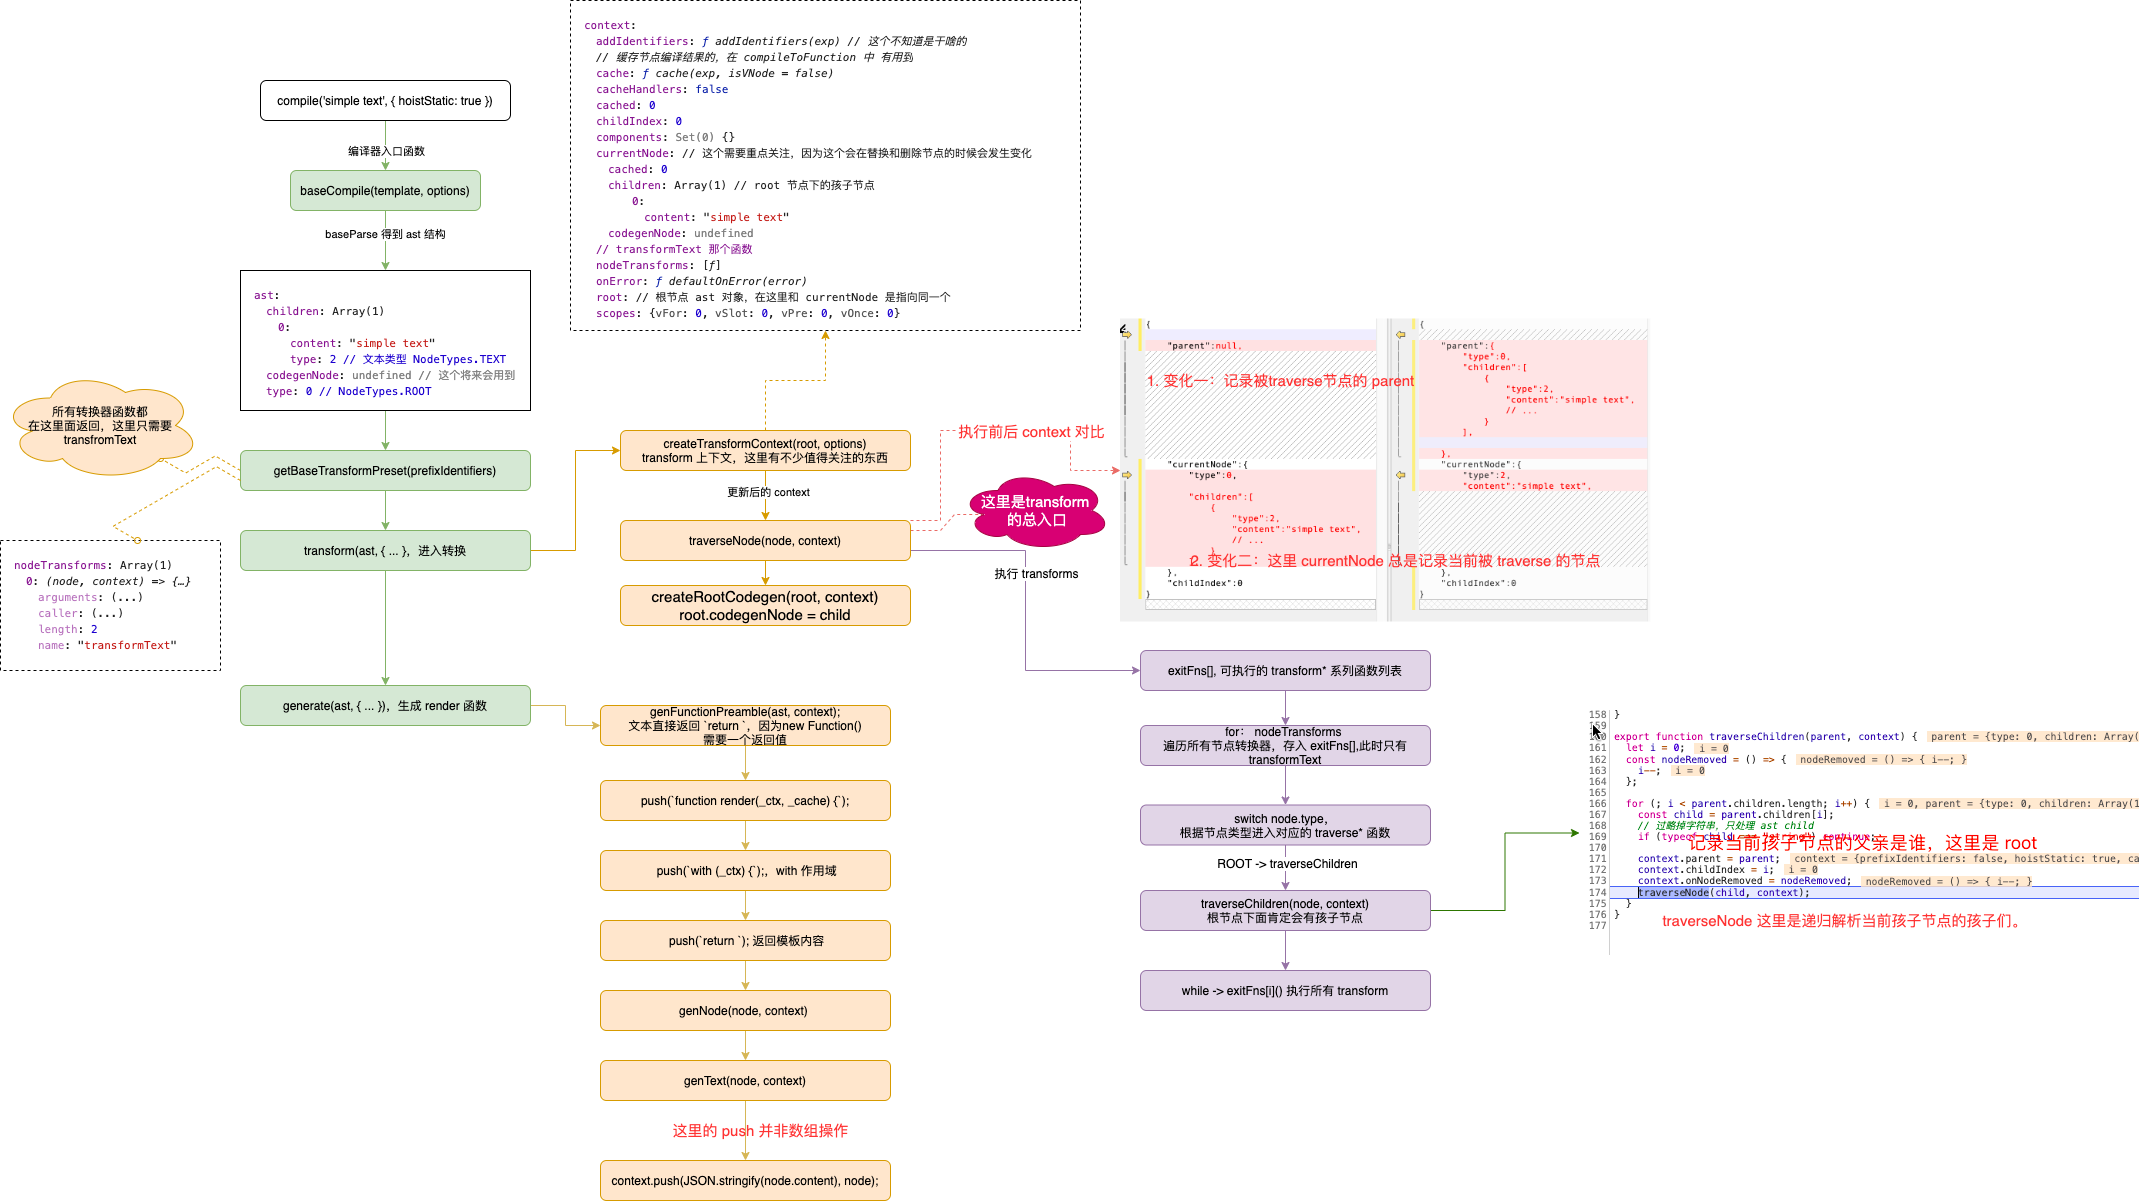 context:
addIdentifiers: ƒ addIdentifiers(exp) // 这个不知道是干啥的
// 缓存节点编译结果的，在 compileToFunction 中 有用到
cache: ƒ cache(exp, isVNode = false)
cacheHandlers: false
cached: 0
childIndex: 0
components: Set(0) {}
currentNode: // 这个需要重点关注，因为这个会在替换和删除节点的时候会发生变化
cached: 0
children: Array(1) // root 节点下的孩子节点
0:
content: "simple text"
codegenNode: undefined
// transformText 那个函数
nodeTransforms: [ƒ]
onError: ƒ defaultOnError(error)
root: // 根节点 ast 对象，在这里和 currentNode 是指向同一个
scopes: {vFor: 0, vSlot: 0, vPre: 0, vOnce: 0}
compile('simple text', { hoistStatic: true })
编译器入口函数
baseCompile(template, options)
baseParse 得到 ast 结构
ast:
children: Array(1)
0:
content: "simple text"
type: 2 // 文本类型 NodeTypes.TEXT
codegenNode: undefined // 这个将来会用到
type: 0 // NodeTypes.ROOT
所有转换器函数都
在这里面返回，这里只需要
transfromText
getBaseTransformPreset(prefixIdentifiers)
transform(ast, { ... }，进入转换
nodeTransforms: Array(1)
0: (node, context) => {…}
arguments: (...)
caller: (...)
length: 2
name: "transformText"
generate(ast, { ... })，生成 render 函数
createTransformContext(root, options)
transform 上下文，这里有不少值得关注的东西
更新后的 context
traverseNode(node, context)
createRootCodegen(root, context)
root.codegenNode = child
执行前后 context 对比
这里是transform
的总入口
执行 transforms
{
"parent":null,
1. 变化一：记录被traverse节点的 parent
"currentNode":{
"type":0,
"children":[
{
"type":2,
"content":"simple text",
// ...
}
2. 变化二：这里 currentNode 总是记录当前被 traverse 的节点
},
"childIndex":0
}
{
"parent":{
"type":0,
"children":[
{
"type":2,
"content":"simple text",
// ...
}
],
},
"currentNode":{
"type":2,
"content":"simple text",
},
"childIndex":0
}
genFunctionPreamble(ast, context);
文本直接返回 `return `，因为new Function()
需要一个返回值
push(`function render(_ctx, _cache) {`);
push(`with (_ctx) {`);，with 作用域
push(`return `); 返回模板内容
genNode(node, context)
genText(node, context)
这里的 push 并非数组操作
context.push(JSON.stringify(node.content), node);
exitFns[], 可执行的 transform* 系列函数列表
for： nodeTransforms
遍历所有节点转换器，存入 exitFns[],此时只有
transformText
switch node.type，
根据节点类型进入对应的 traverse* 函数
ROOT -> traverseChildren
traverseChildren(node, context)
根节点下面肯定会有孩子节点
while -> exitFns[i]() 执行所有 transform
158 }
159
160 export function traverseChildren(parent, context) { parent = {type: 0, children: Array(
161 let i = 0; i = 0
162 const nodeRemoved = () => { nodeRemoved = () => { i--; }
163 i--; i = 0
164 };
165
166 for (; i < parent.children.length; i++) { i = 0, parent = {type: 0, children: Array(1
167 const child = parent.children[i];
168 // 过略掉字符串，只处理 ast child
169 if (typeof child === "string") continue;
记录当前孩子节点的父亲是谁，这里是 root
170
171 context.parent = parent; context = {prefixIdentifiers: false, hoistStatic: true, ca
172 context.childIndex = i; i = 0
173 context.onNodeRemoved = nodeRemoved; nodeRemoved = () => { i--; }
174 traverseNode(child, context);
175 }
176 }
177
traverseNode 这里是递归解析当前孩子节点的孩子们。